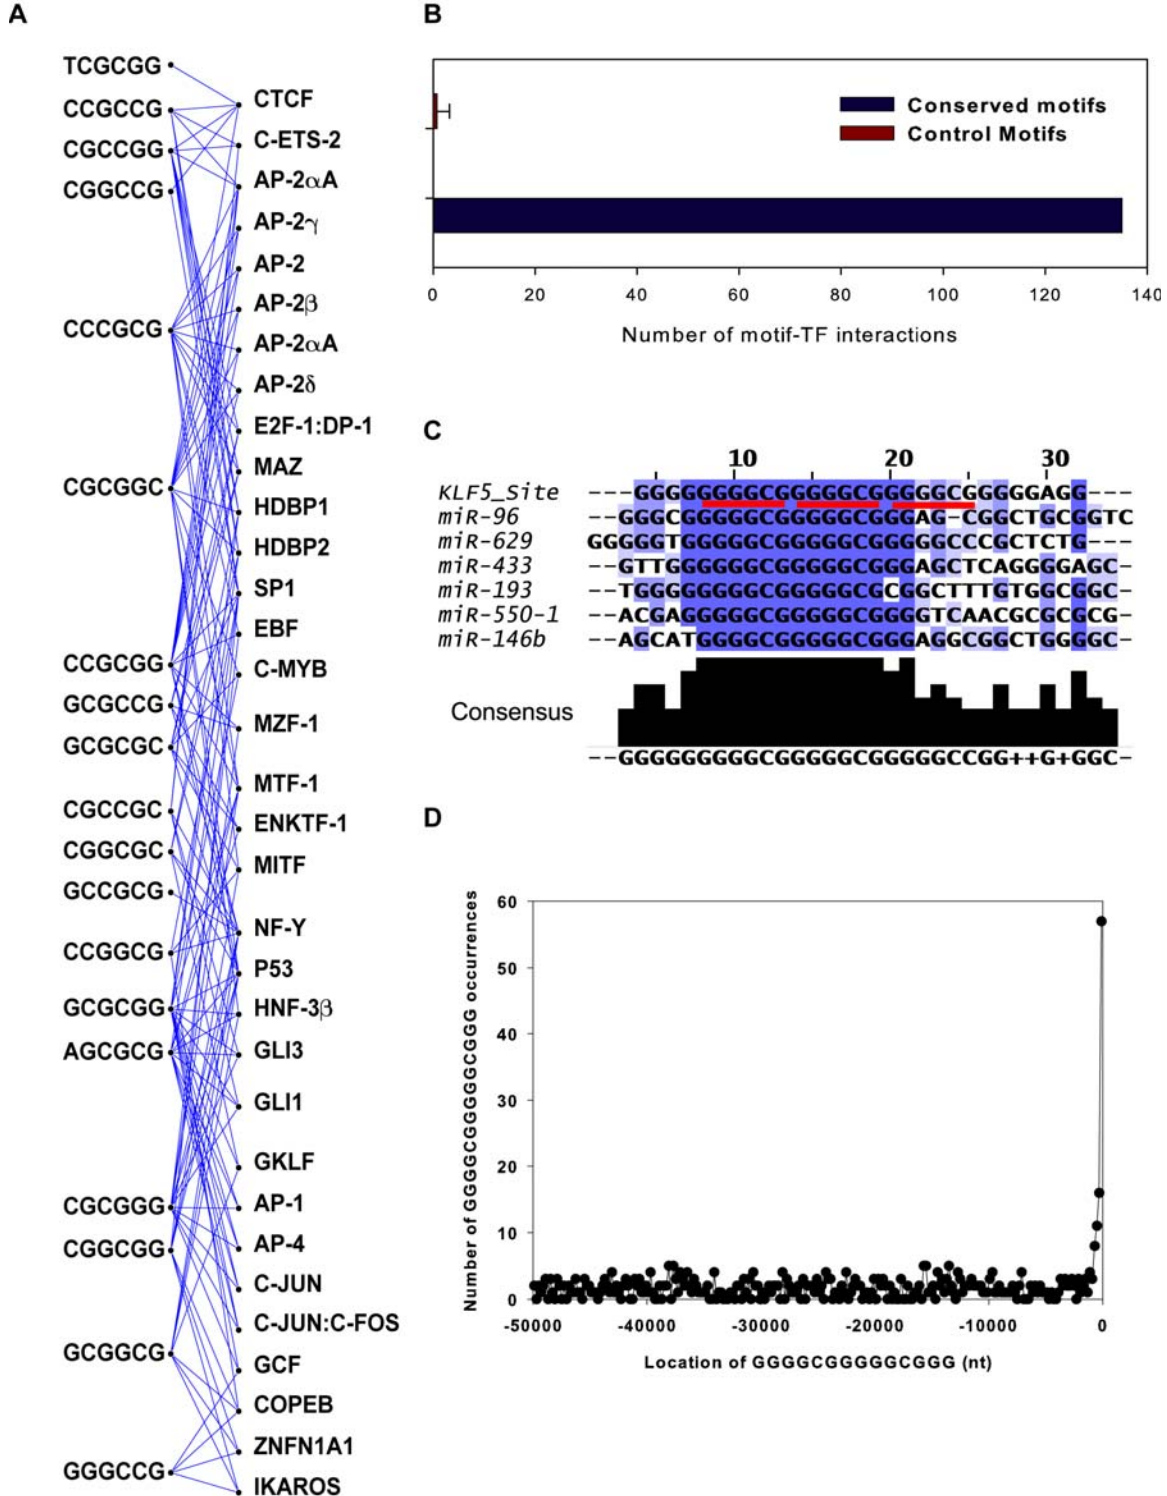 A
TCGCGG
CCGCCG
CGCCGG
CGGCCG
CCCGCG
CGCGGC
CCGCGG
GCGCCG
GCGCGC
CGCCGC
CGGCGC
GCCGCG
CCGGCG
GCGCGG
AGCGCG
CGCGGG
CGGCGG
GCGGCG
GGGCCG
CTCF
C-ETS-2
AP-2αA
AP-2γ
AP-2
AP-2β
AP-2αA
AP-2δ
E2F-1:DP-1
MAZ
HDBP1
HDBP2
SP1
EBF
C-MYB
MZF-1
MTF-1
ENKTF-1
MITF
NF-Y
P53
HNF-3β
GLI3
GLI1
GKLF
AP-1
AP-4
C-JUN
C-JUN:C-FOS
GCF
COPEB
ZNFN1A1
IKAROS
B
Conserved motifs
Control Motifs
0 20 40 60 80 100 120 140
Number of motif-TF interactions
C
10 20 30
KLF5_Site ---GGGGGGGGGCGGGGGCGGGGGCGGGGGAGG---
miR-96 --GGGCGGGGGCGGGGGCGGGAG-CGGCTGCGGTC
miR-629 GGGGGTGGGGGCGGGGGCGGGGGCCCGCTCTG---
miR-433 --GTTGGGGGGCGGGGGCGGGAGCTCAGGGGAGC-
miR-193 --TGGGGGGGGCGGGGGCGCGGCTTTGTGGCGGC-
miR-550-1 --ACGAGGGGGCGGGGGCGGGGTCAACGCGCGCG-
miR-146b --AGCATGGGGCGGGGGCGGGAGGCGGCTGGGGC-
Consensus
--GGGGGGGGGCGGGGGCGGGGGCCGG++G+GGC-
D
Number of GGGGCGGGGGCGGG occurrences
60
50
40
30
20
10
0
-50000 -40000 -30000 -20000 -10000 0
Location of GGGGCGGGGGCGGG (nt)